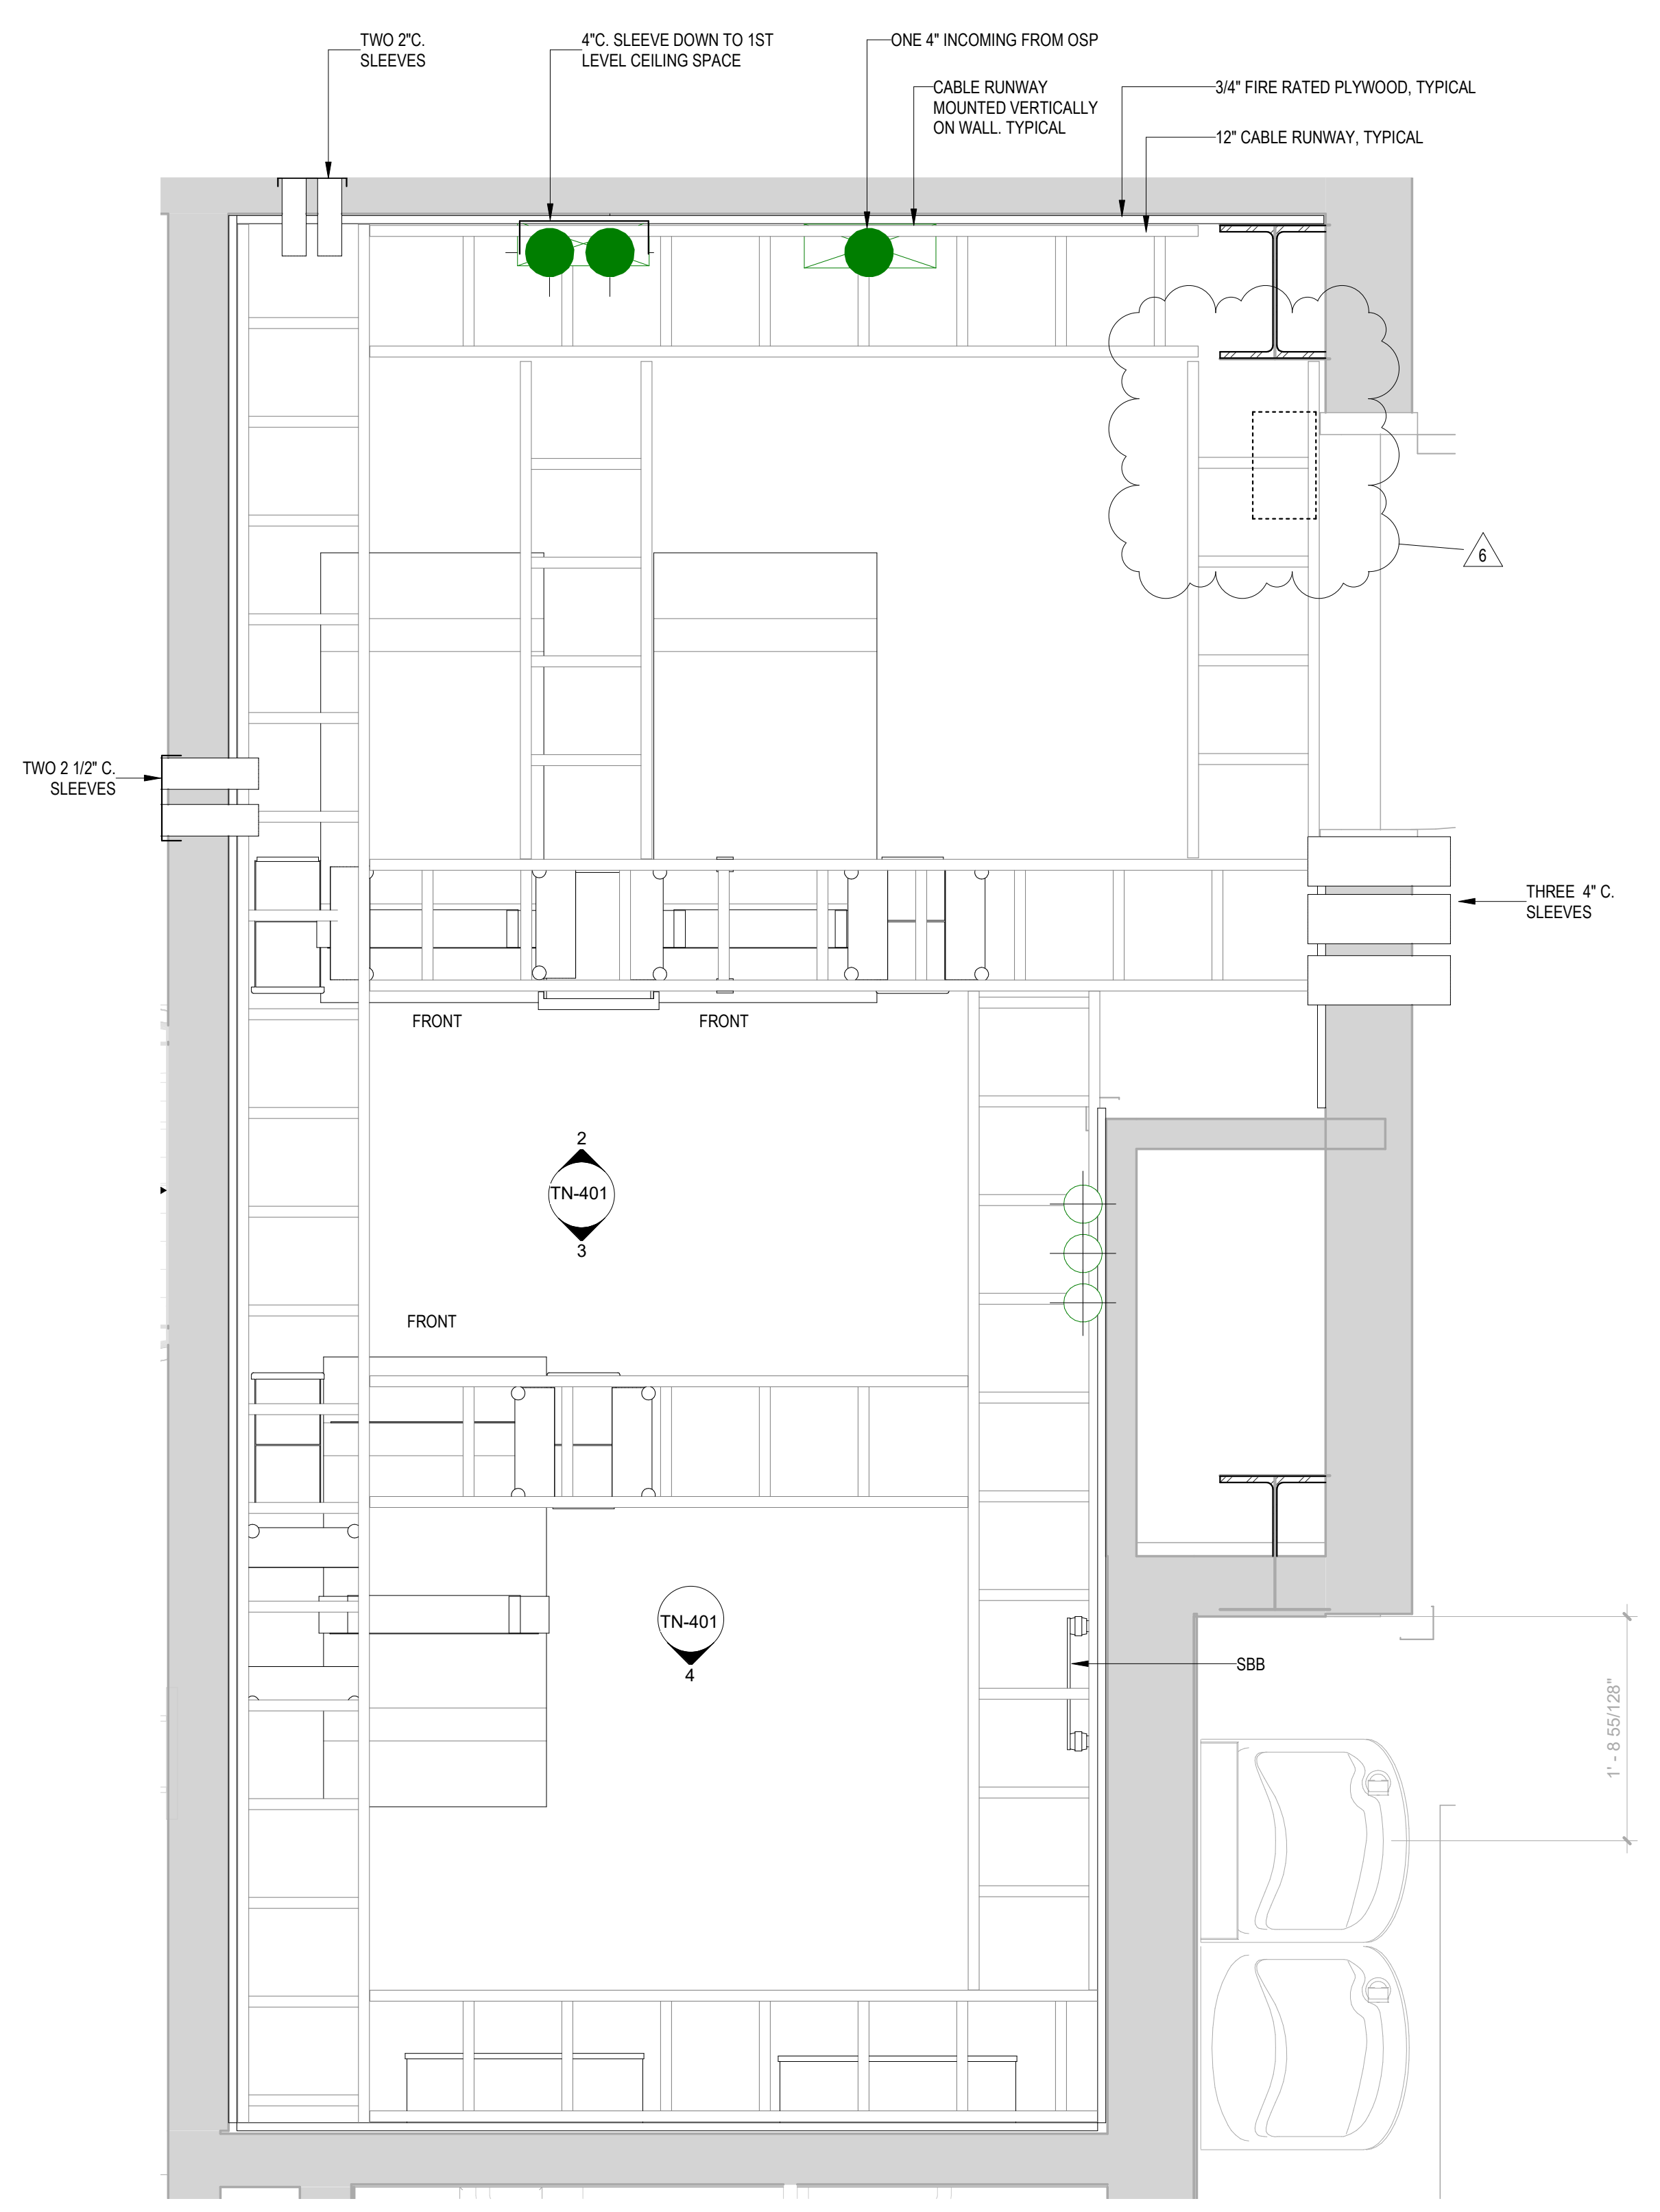 TWO 2"C.
SLEEVES
4"C. SLEEVE DOWN TO 1ST
LEVEL CEILING SPACE
ONE 4" INCOMING FROM OSP
CABLE RUNWAY
MOUNTED VERTICALLY
ON WALL. TYPICAL
3/4" FIRE RATED PLYWOOD, TYPICAL
12" CABLE RUNWAY, TYPICAL
6
TWO 2 1/2" C.
SLEEVES
THREE  4" C.
SLEEVES
FRONT
FRONT
2
TN-401
3
FRONT
TN-401
4
SBB
1' - 8 55/128"